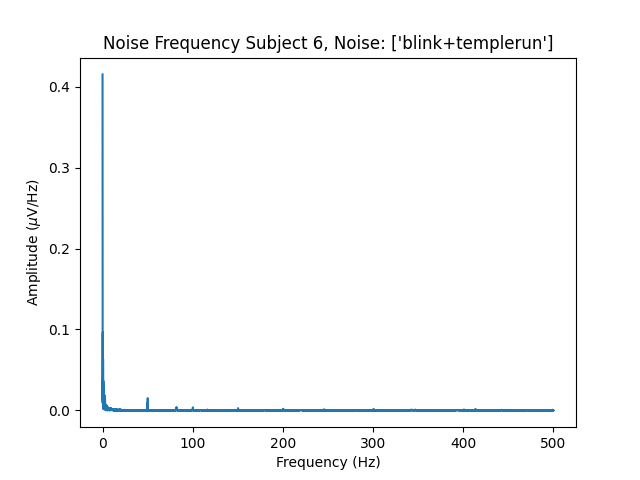 Noise Frequency Subject 6, Noise: ['blink+templerun']
Amplitude (μV/Hz)
0.4
0.3
0.2
0.1
0.0
0 100 200 300 400 500
Frequency (Hz)